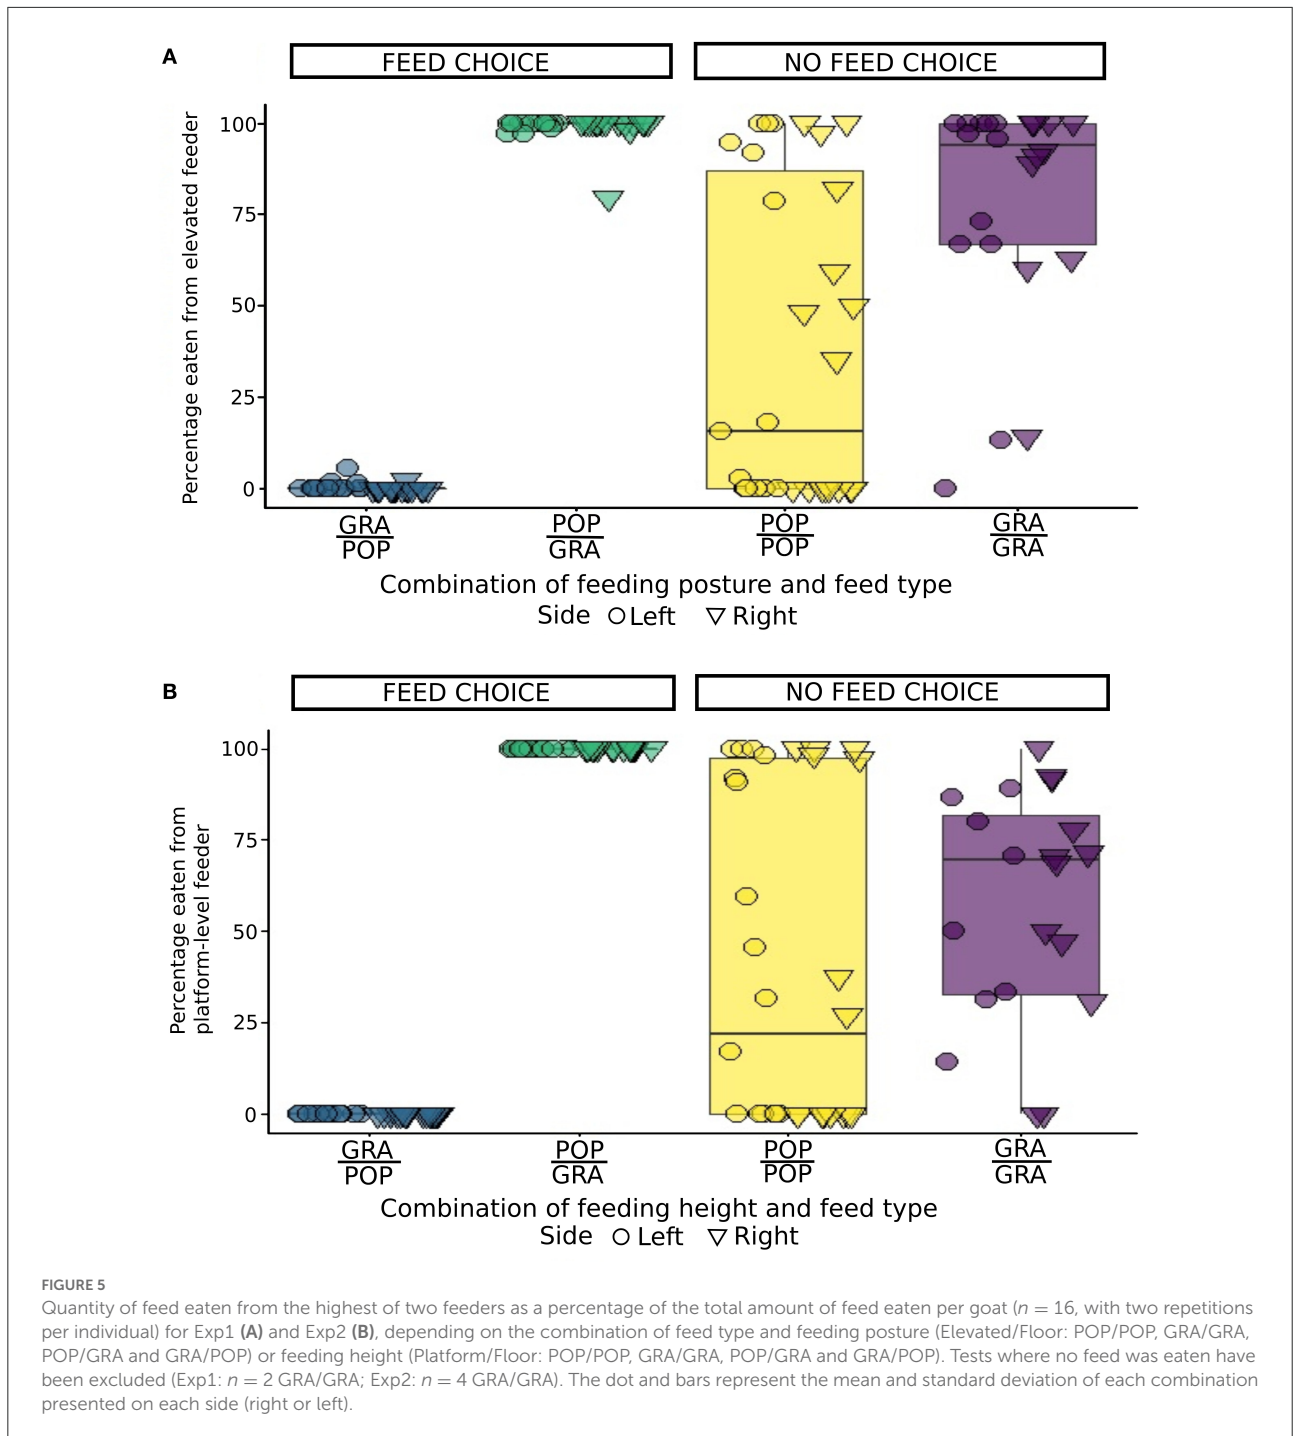 A
FEED CHOICE
NO FEED CHOICE
Percentage eaten from elevated feeder
100
75
50
25
0
GRA
POP
POP
GRA
POP
POP
GRA
GRA
Combination of feeding posture and feed type
Side Left Right
B
FEED CHOICE
NO FEED CHOICE
Percentage eaten from
platform-level feeder
100
75
50
25
0
GRA
POP
POP
GRA
POP
POP
GRA
GRA
Combination of feeding height and feed type
Side Left Right
FIGURE 5
Quantity of feed eaten from the highest of two feeders as a percentage of the total amount of feed eaten per goat (n = 16, with two repetitions
per individual) for Exp1 (A) and Exp2 (B), depending on the combination of feed type and feeding posture (Elevated/Floor: POP/POP, GRA/GRA,
POP/GRA and GRA/POP) or feeding height (Platform/Floor: POP/POP, GRA/GRA, POP/GRA and GRA/POP). Tests where no feed was eaten have
been excluded (Exp1: n = 2 GRA/GRA; Exp2: n = 4 GRA/GRA). The dot and bars represent the mean and standard deviation of each combination
presented on each side (right or left).